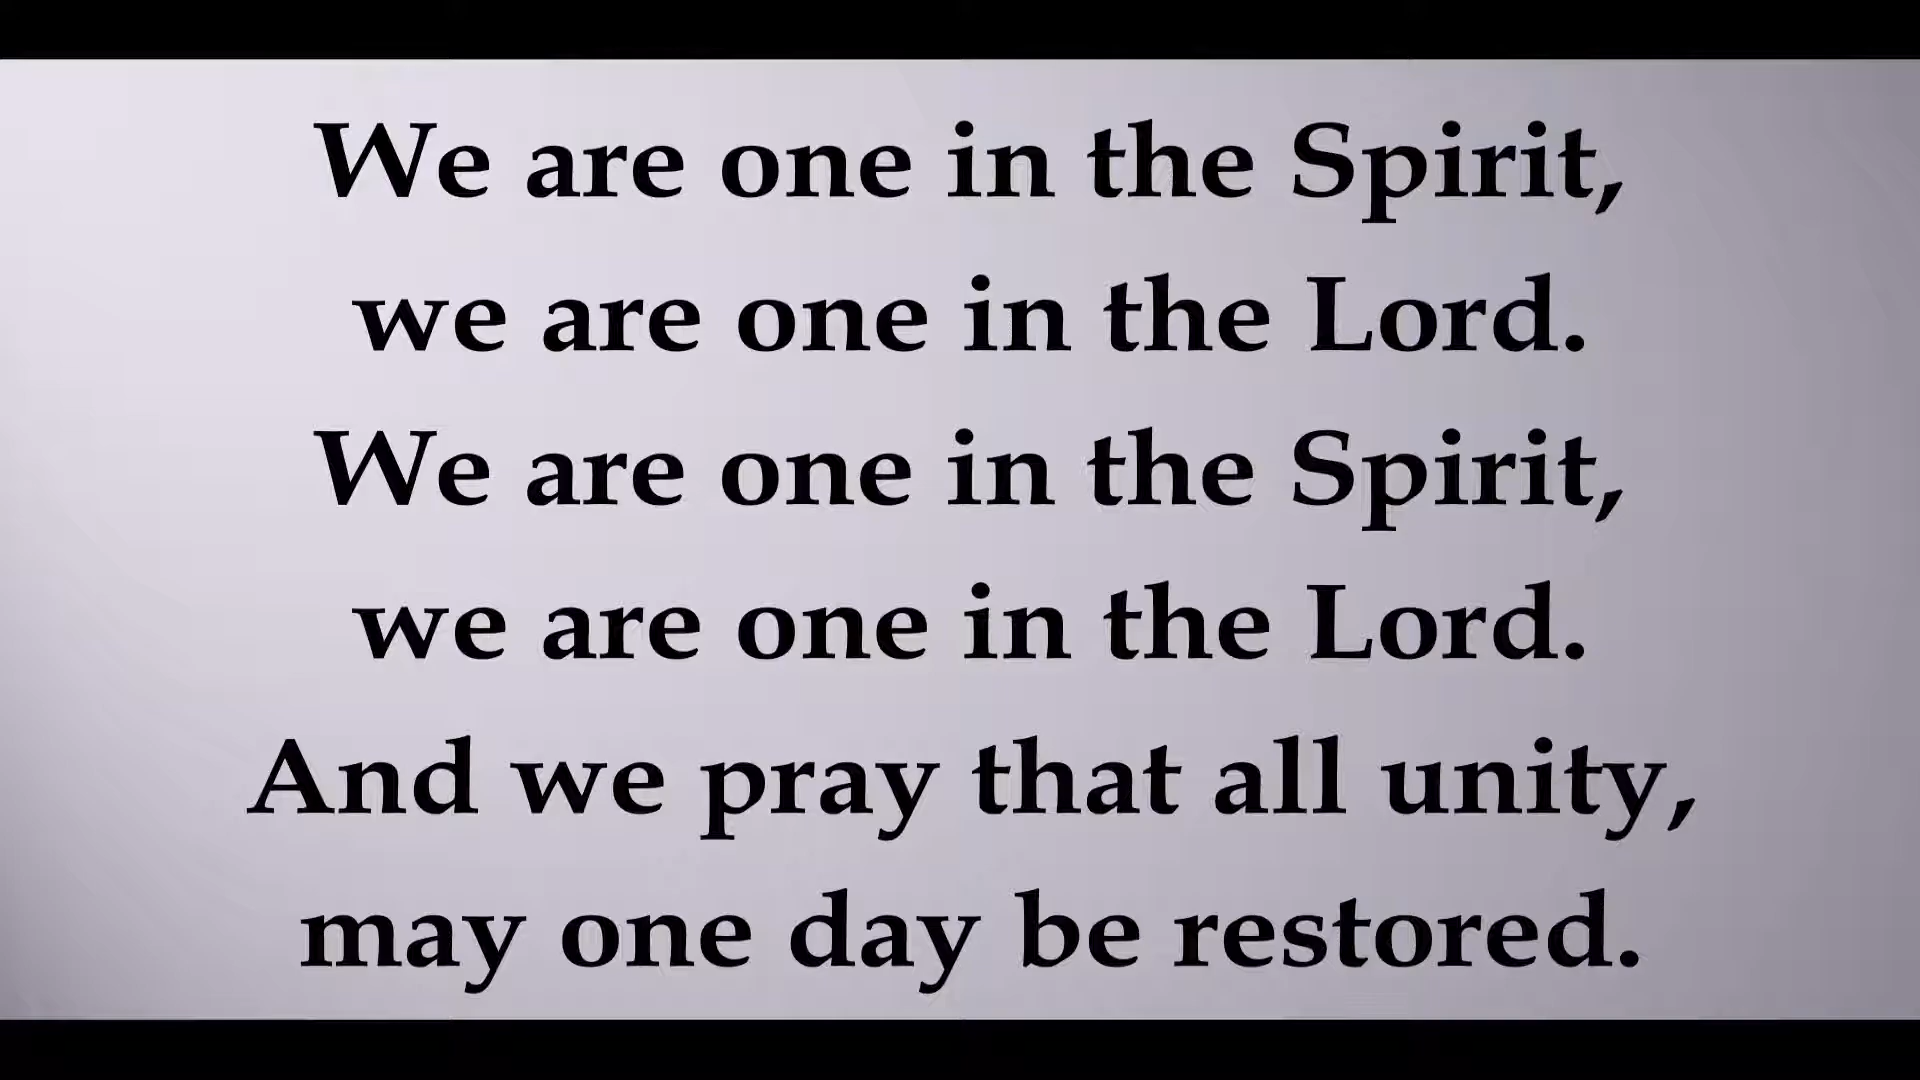 We are one in the Spirit,
we are one in the Lord.
We are one in the Spirit,
we are one in the Lord.
And we pray that all unity,
may one day be restored.